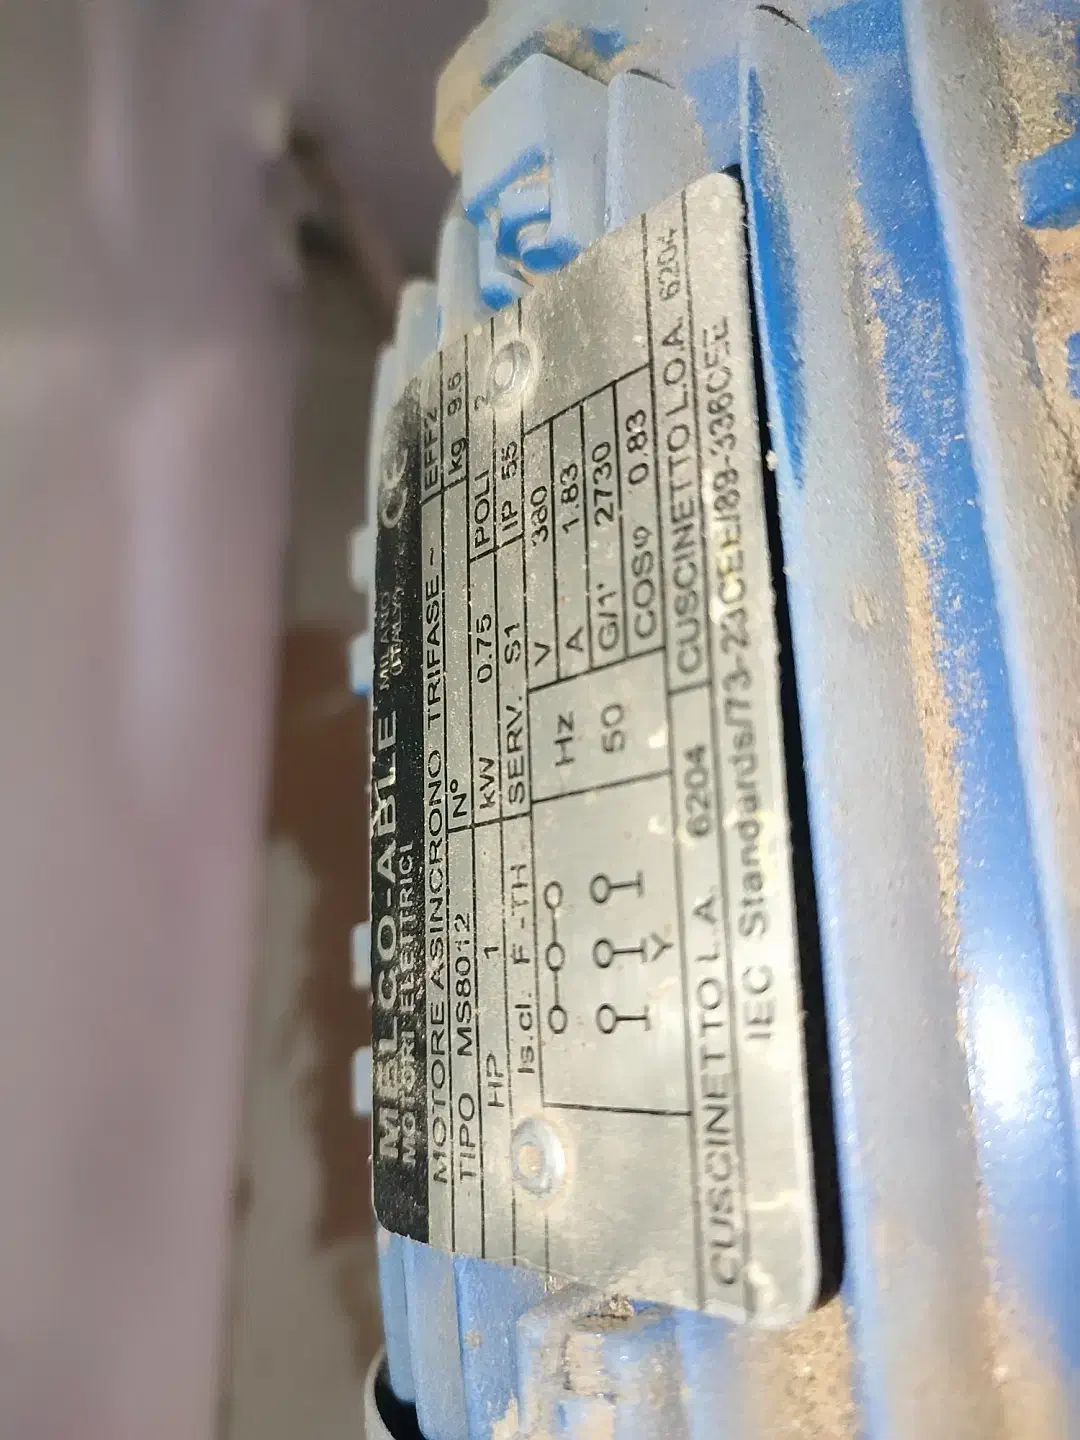 MELCO-ABLE MILANO
MOTORI ELETTRICI (ITALY) CE
MOTORE ASINCRONO TRIFASE ~ EFF2
TIPO MS8012 N° kg 9.6
HP 1 kW 0.75 POLI 2
Is.cl. F-TH SERV. S1 IP 55
Hz V 380
A 1.83
50 G/1' 2730
Y COSφ 0.83
CUSCINETTO L.A. 6204 CUSCINETTO L.O.A. 6204
IEC Standards/73-23CEE/89-336CEE